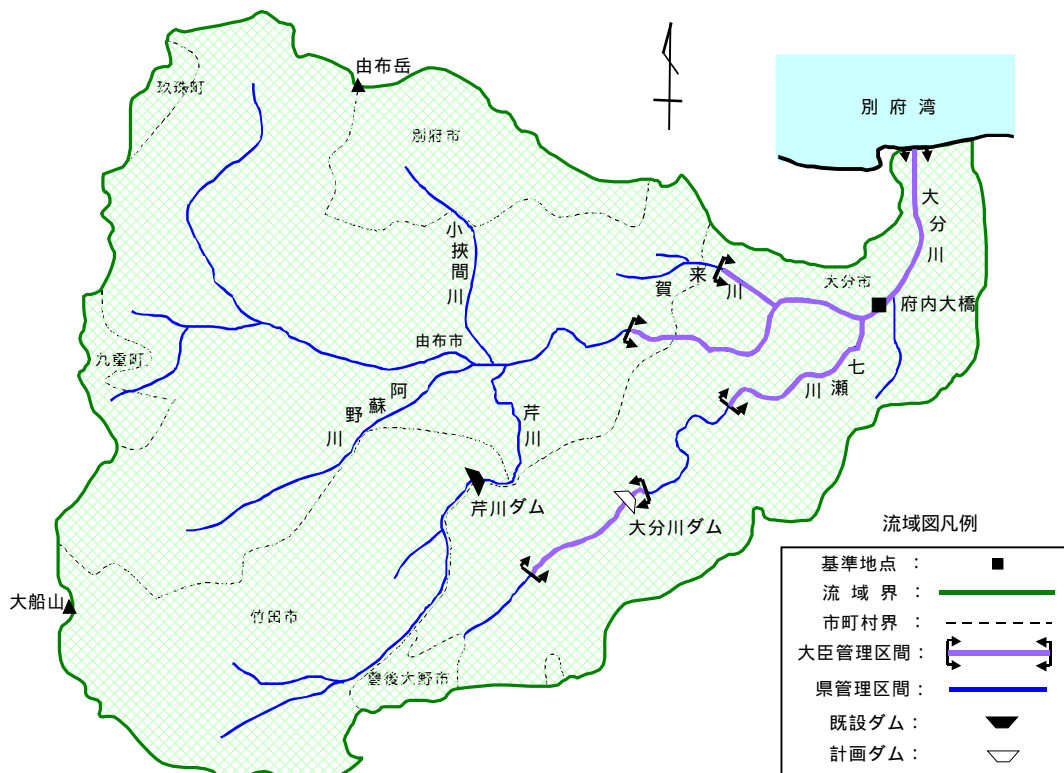 由布岳
玖珠町
別府市
別府湾
大分川
小挾間川
賀来川
大分市
府内大橋
由布市
九重町
七瀬川
阿蘇野川
芹川
芹川ダム
大分川ダム
大船山
竹田市
豊後大野市
流域図凡例
基準地点：
流域界：
市町村界：
大臣管理区間：
県管理区間：
既設ダム：
計画ダム：